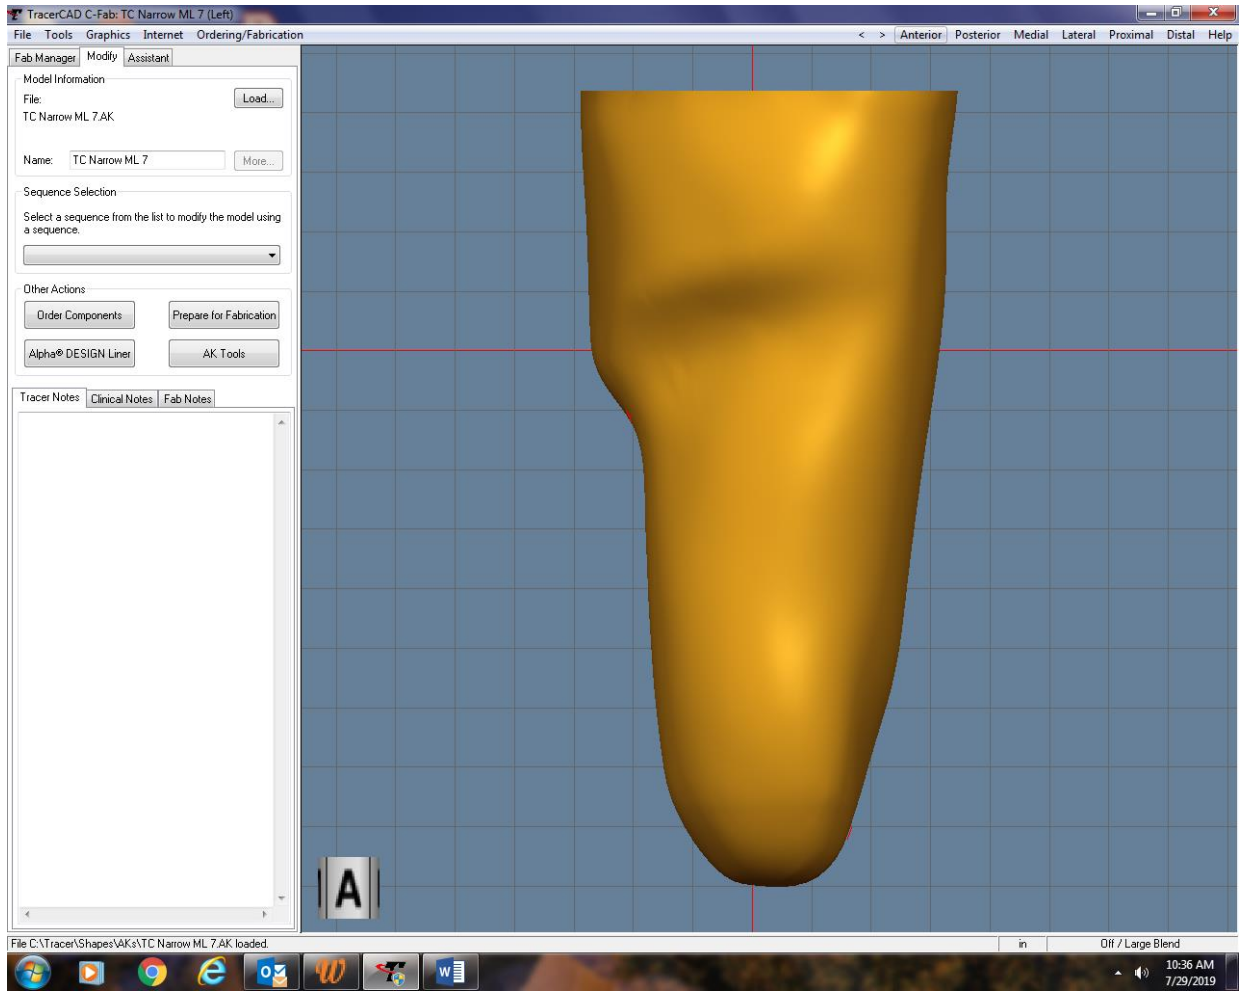 TracerCAD C-Fab: TC Narrow ML 7 (Left)
File Tools Graphics Internet Ordering/Fabrication < > Anterior Posterior Medial Lateral Proximal Distal Help
Fab Manager Modify Assistant
Model Information
File: Load...
TC Narrow ML 7.AK
Name: TC Narrow ML 7 More...
Sequence Selection
Select a sequence from the list to modify the model using
a sequence.
Other Actions
Order Components Prepare for Fabrication
Alpha® DESIGN Liner AK Tools
Tracer Notes Clinical Notes Fab Notes
A
File C:\Tracer\Shapes\AKs\TC Narrow ML 7.AK loaded. in Off / Large Blend
10:36 AM
7/29/2019